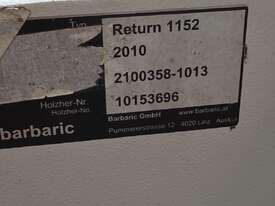 Typ
Return 1152
2010
2100358-1013
Holzher-Nr
Holzher-No.
10153696
barbaric
Barbaric GmbH
www.barbaric.at
Pummererstrasse 12 4020 Linz